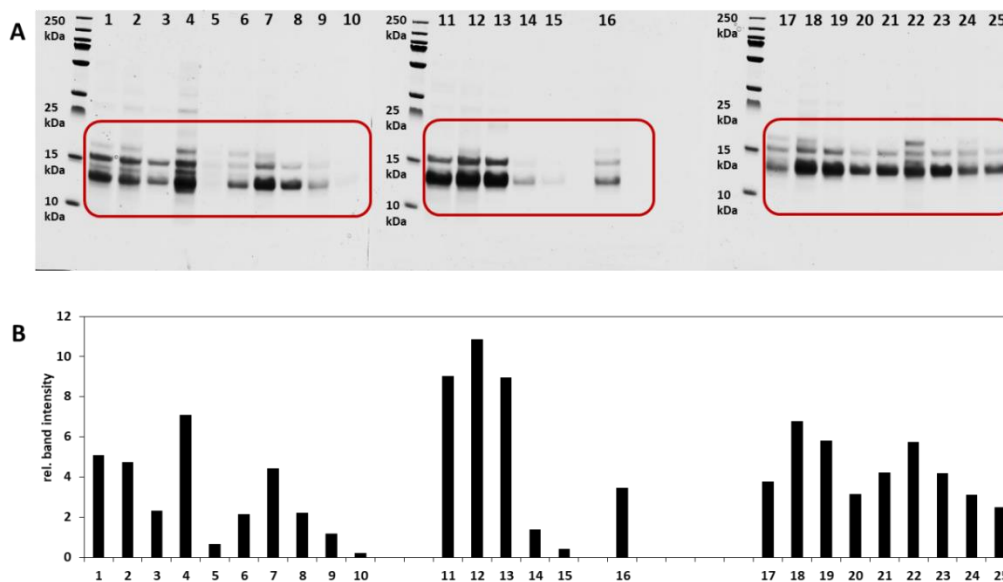 A
250 kDa 1 2 3 4 5 6 7 8 9 10
25 kDa
15 kDa
10 kDa
250 kDa 11 12 13 14 15 16
25 kDa
15 kDa
10 kDa
250 kDa 17 18 19 20 21 22 23 24 25
25 kDa
15 kDa
10 kDa
B
rel. band intensity
12
10
8
6
4
2
0
1 2 3 4 5 6 7 8 9 10 11 12 13 14 15 16 17 18 19 20 21 22 23 24 25